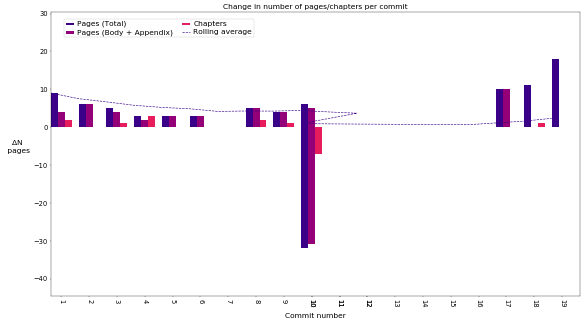 Change in number of pages/chapters per commit
Pages (Total)
Pages (Body + Appendix)
Chapters
Rolling average
30
20
10
0
−10
−20
−30
−40
ΔN
pages
1 2 3 4 5 6 7 8 9 10 11 12 13 14 15 16 17 18 19
Commit number